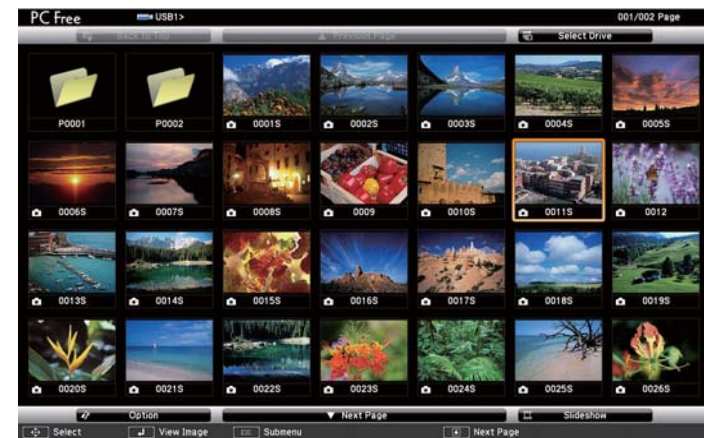 PC Free USB1> 001/002 Page
Back to Top Previous Page Select Drive
P0001 P0002 0001S 0002S 0003S 0004S 0005S
0006S 0007S 0008S 0009 0010S 0011S 0012
0013S 0014S 0015S 0016S 0017S 0018S 0019S
0020S 0021S 0022S 0023S 0024S 0025S 0026S
Option Next Page Slideshow
Select View Image Esc Submenu Next Page